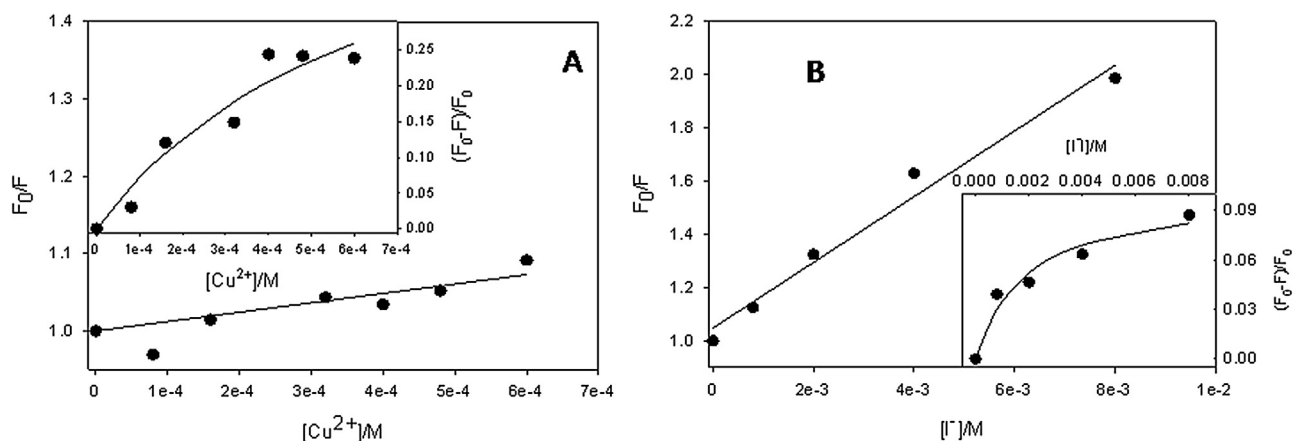 A
F0/F
1.4
1.3
1.2
1.1
1.0
0 1e-4 2e-4 3e-4 4e-4 5e-4 6e-4 7e-4
[Cu2+]/M
(F0-F)/F0
0.25
0.20
0.15
0.10
0.05
0.00
0 1e-4 2e-4 3e-4 4e-4 5e-4 6e-4 7e-4
[Cu2+]/M
B
F0/F
2.2
2.0
1.8
1.6
1.4
1.2
1.0
0 2e-3 4e-3 6e-3 8e-3 1e-2
[I-]/M
[I-]/M
0.000 0.002 0.004 0.006 0.008
0.09
0.06
0.03
0.00
(F0-F)/F0